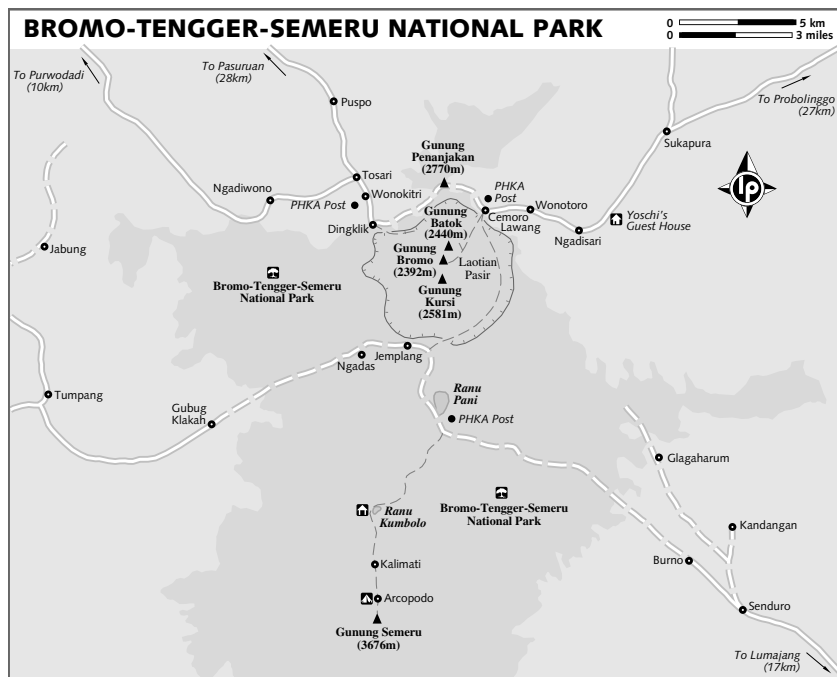 BROMO-TENGGER-SEMERU NATIONAL PARK
0 5 km
0 3 miles
To Purwodadi
(10km)
To Pasuruan
(28km)
To Probolinggo
(27km)
Puspo
Sukapura
Gunung
Penanjakan
(2770m)
lp
Tosari
Ngadiwono
Wonokitri
PHKA Post
PHKA
Post
Dingklik
Gunung
Batok
(2440m)
Cemoro
Lawang
Wonotoro
Yoschi's
Guest House
Ngadisari
Jabung
Gunung
Bromo
(2392m)
Laotian
Pasir
Bromo-Tengger-Semeru
National Park
Gunung
Kursi
(2581m)
Jemplang
Ngadas
Tumpang
Gubug
Klakah
Ranu
Pani
PHKA Post
Glagaharum
Bromo-Tengger-Semeru
National Park
Ranu
Kumbolo
Kandangan
Kalimati
Burno
Arcopodo
Senduro
Gunung Semeru
(3676m)
To Lumajang
(17km)